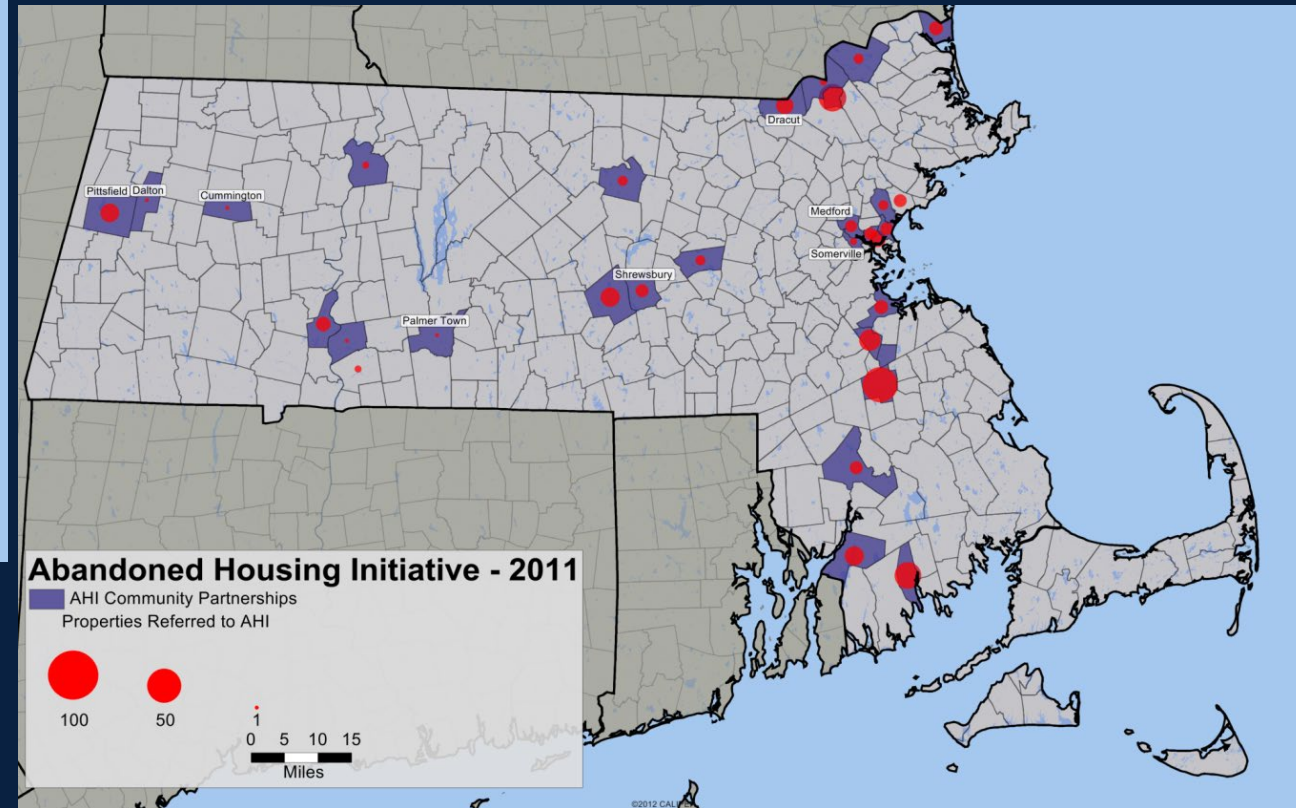 Dracut
Pittsfield
Dalton
Cummington
Medford
Somerville
Shrewsbury
Palmer Town
Abandoned Housing Initiative - 2011
AHI Community Partnerships
Properties Referred to AHI
100
50
1
0 5 10 15
Miles
©2012